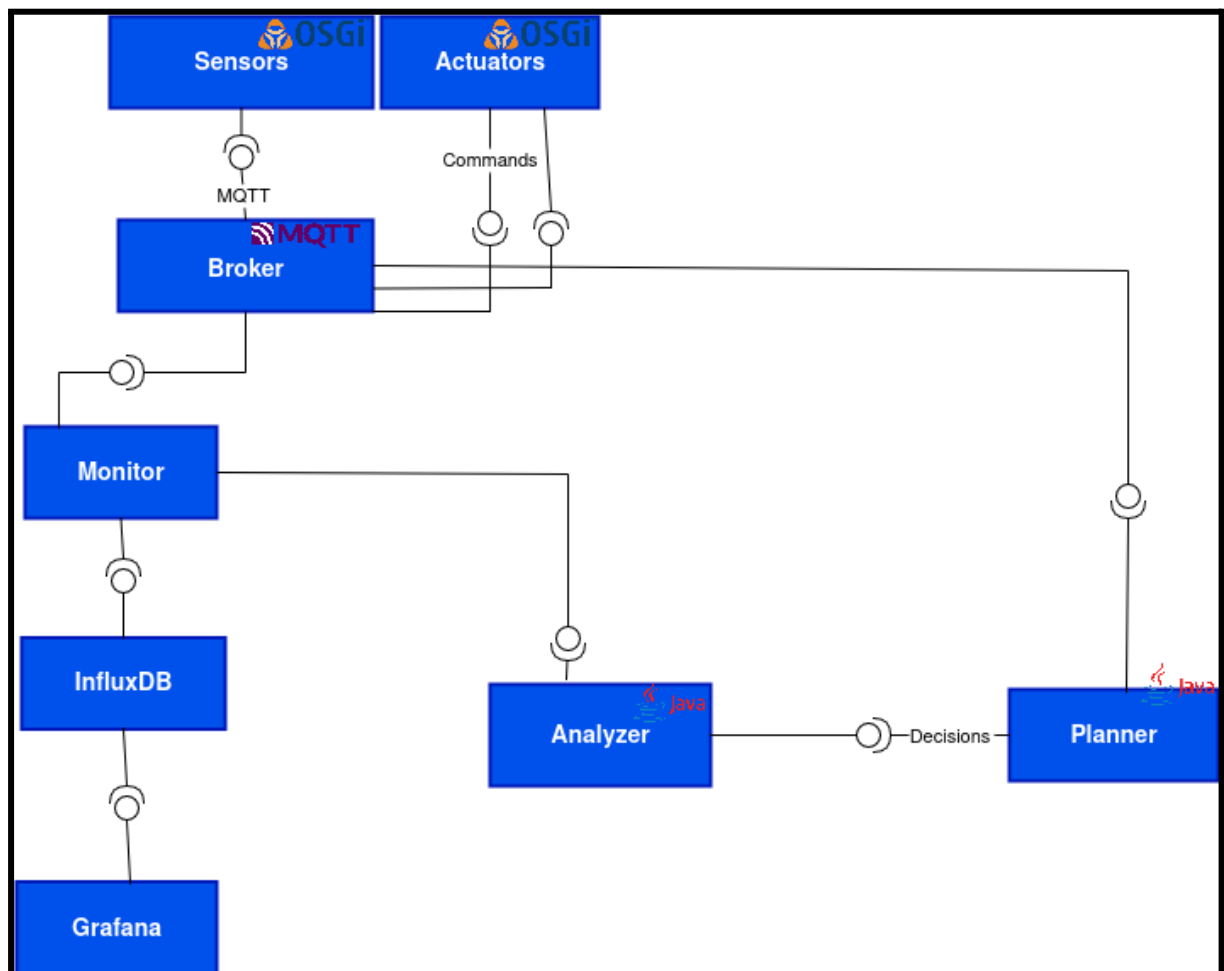 OSGi
OSGi
Sensors
Actuators
Commands
MQTT
MQTT
Broker
Monitor
InfluxDB
Java
Java
Analyzer
Decisions
Planner
Grafana